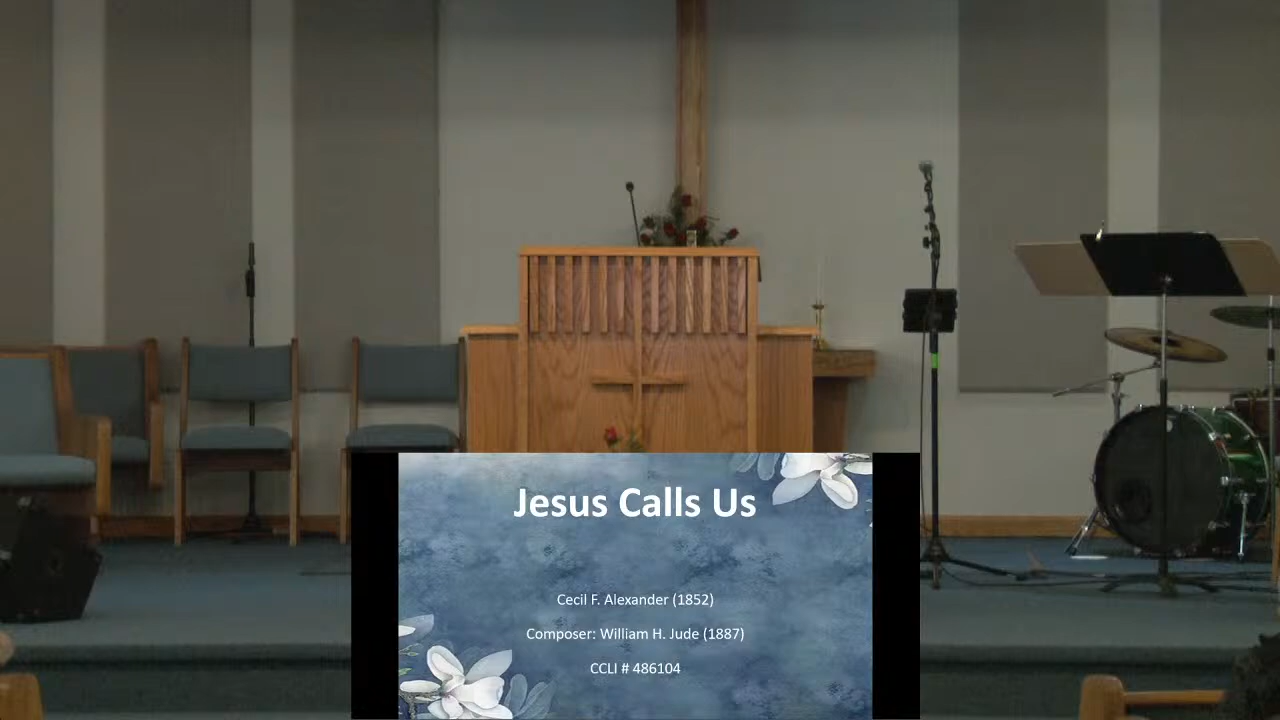 Jesus Calls Us
Cecil F. Alexander (1852)
Composer: William H. Jude (1887)
CCLI # 486104